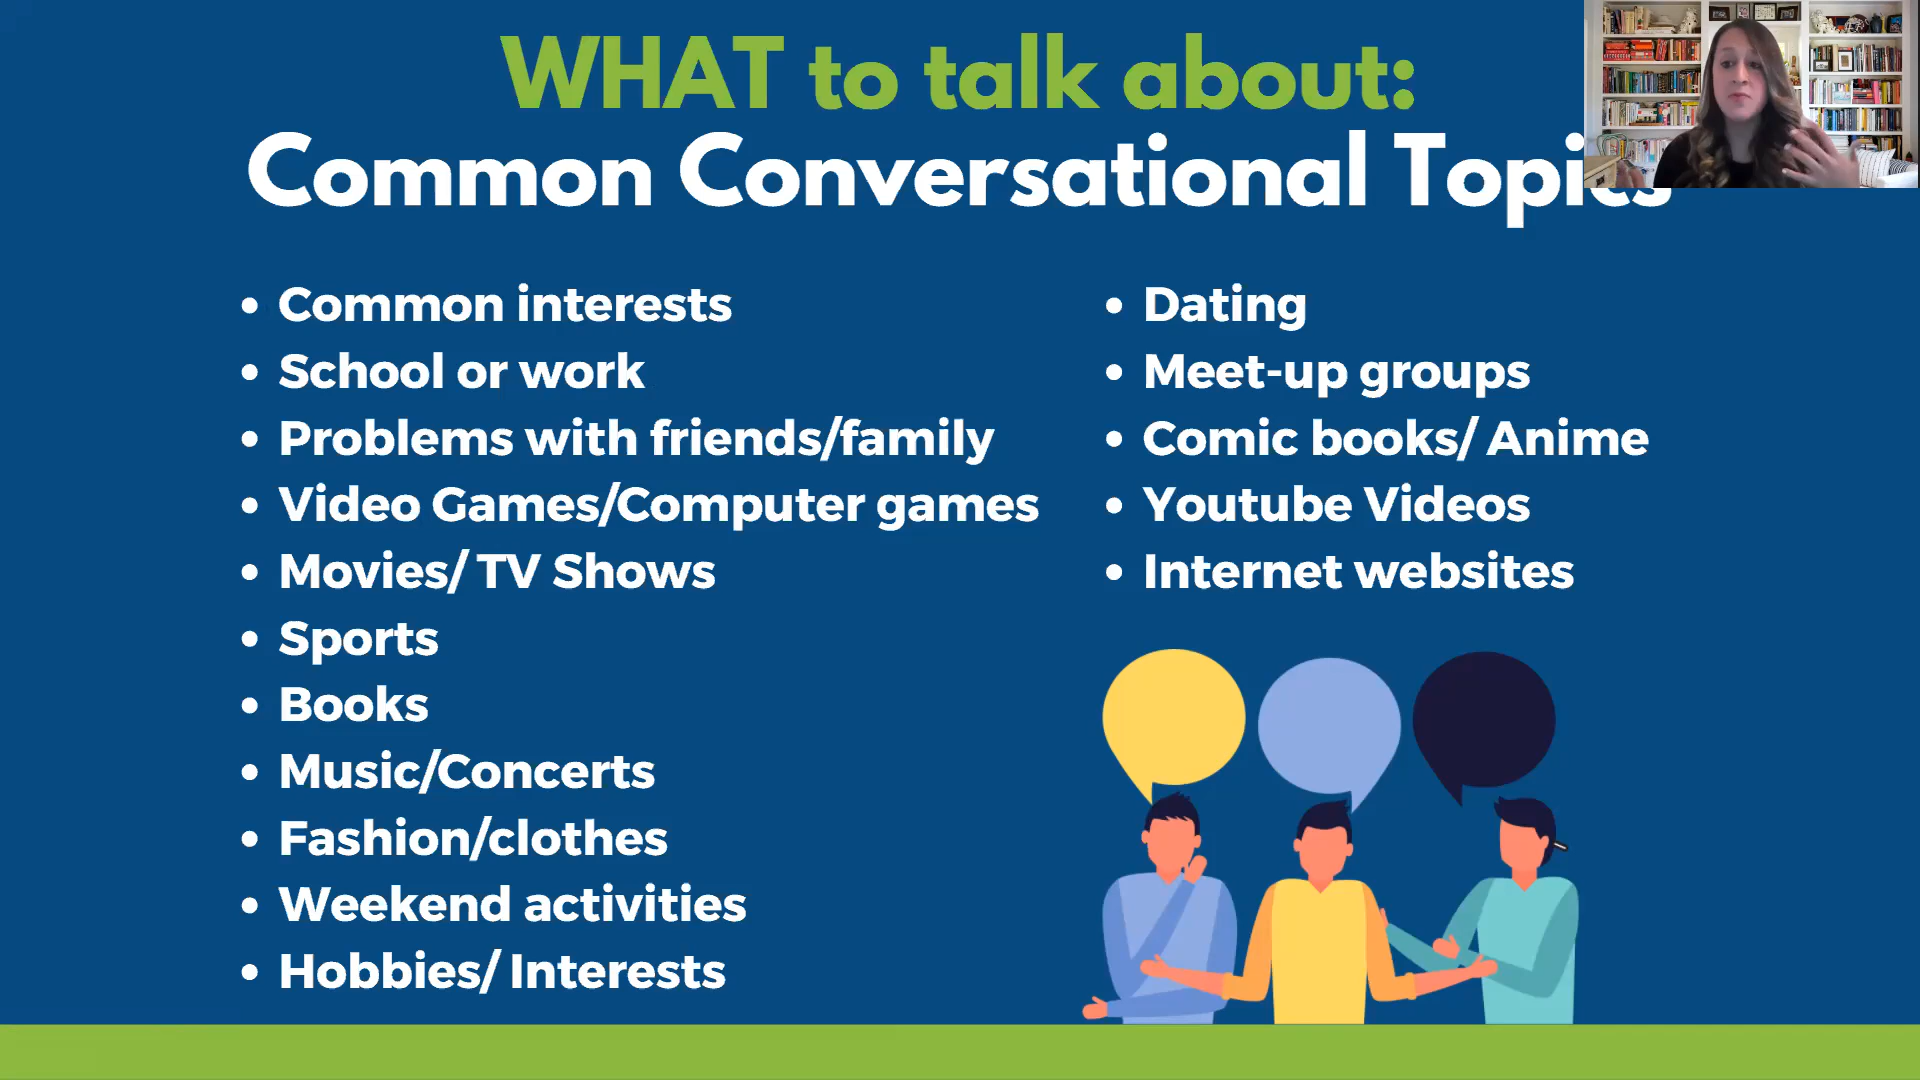 WHAT to talk about:
Common Conversational Topics
• Common interests
• School or work
• Problems with friends/family
• Video Games/Computer games
• Movies/ TV Shows
• Sports
• Books
• Music/Concerts
• Fashion/clothes
• Weekend activities
• Hobbies/ Interests
• Dating
• Meet-up groups
• Comic books/ Anime
• Youtube Videos
• Internet websites